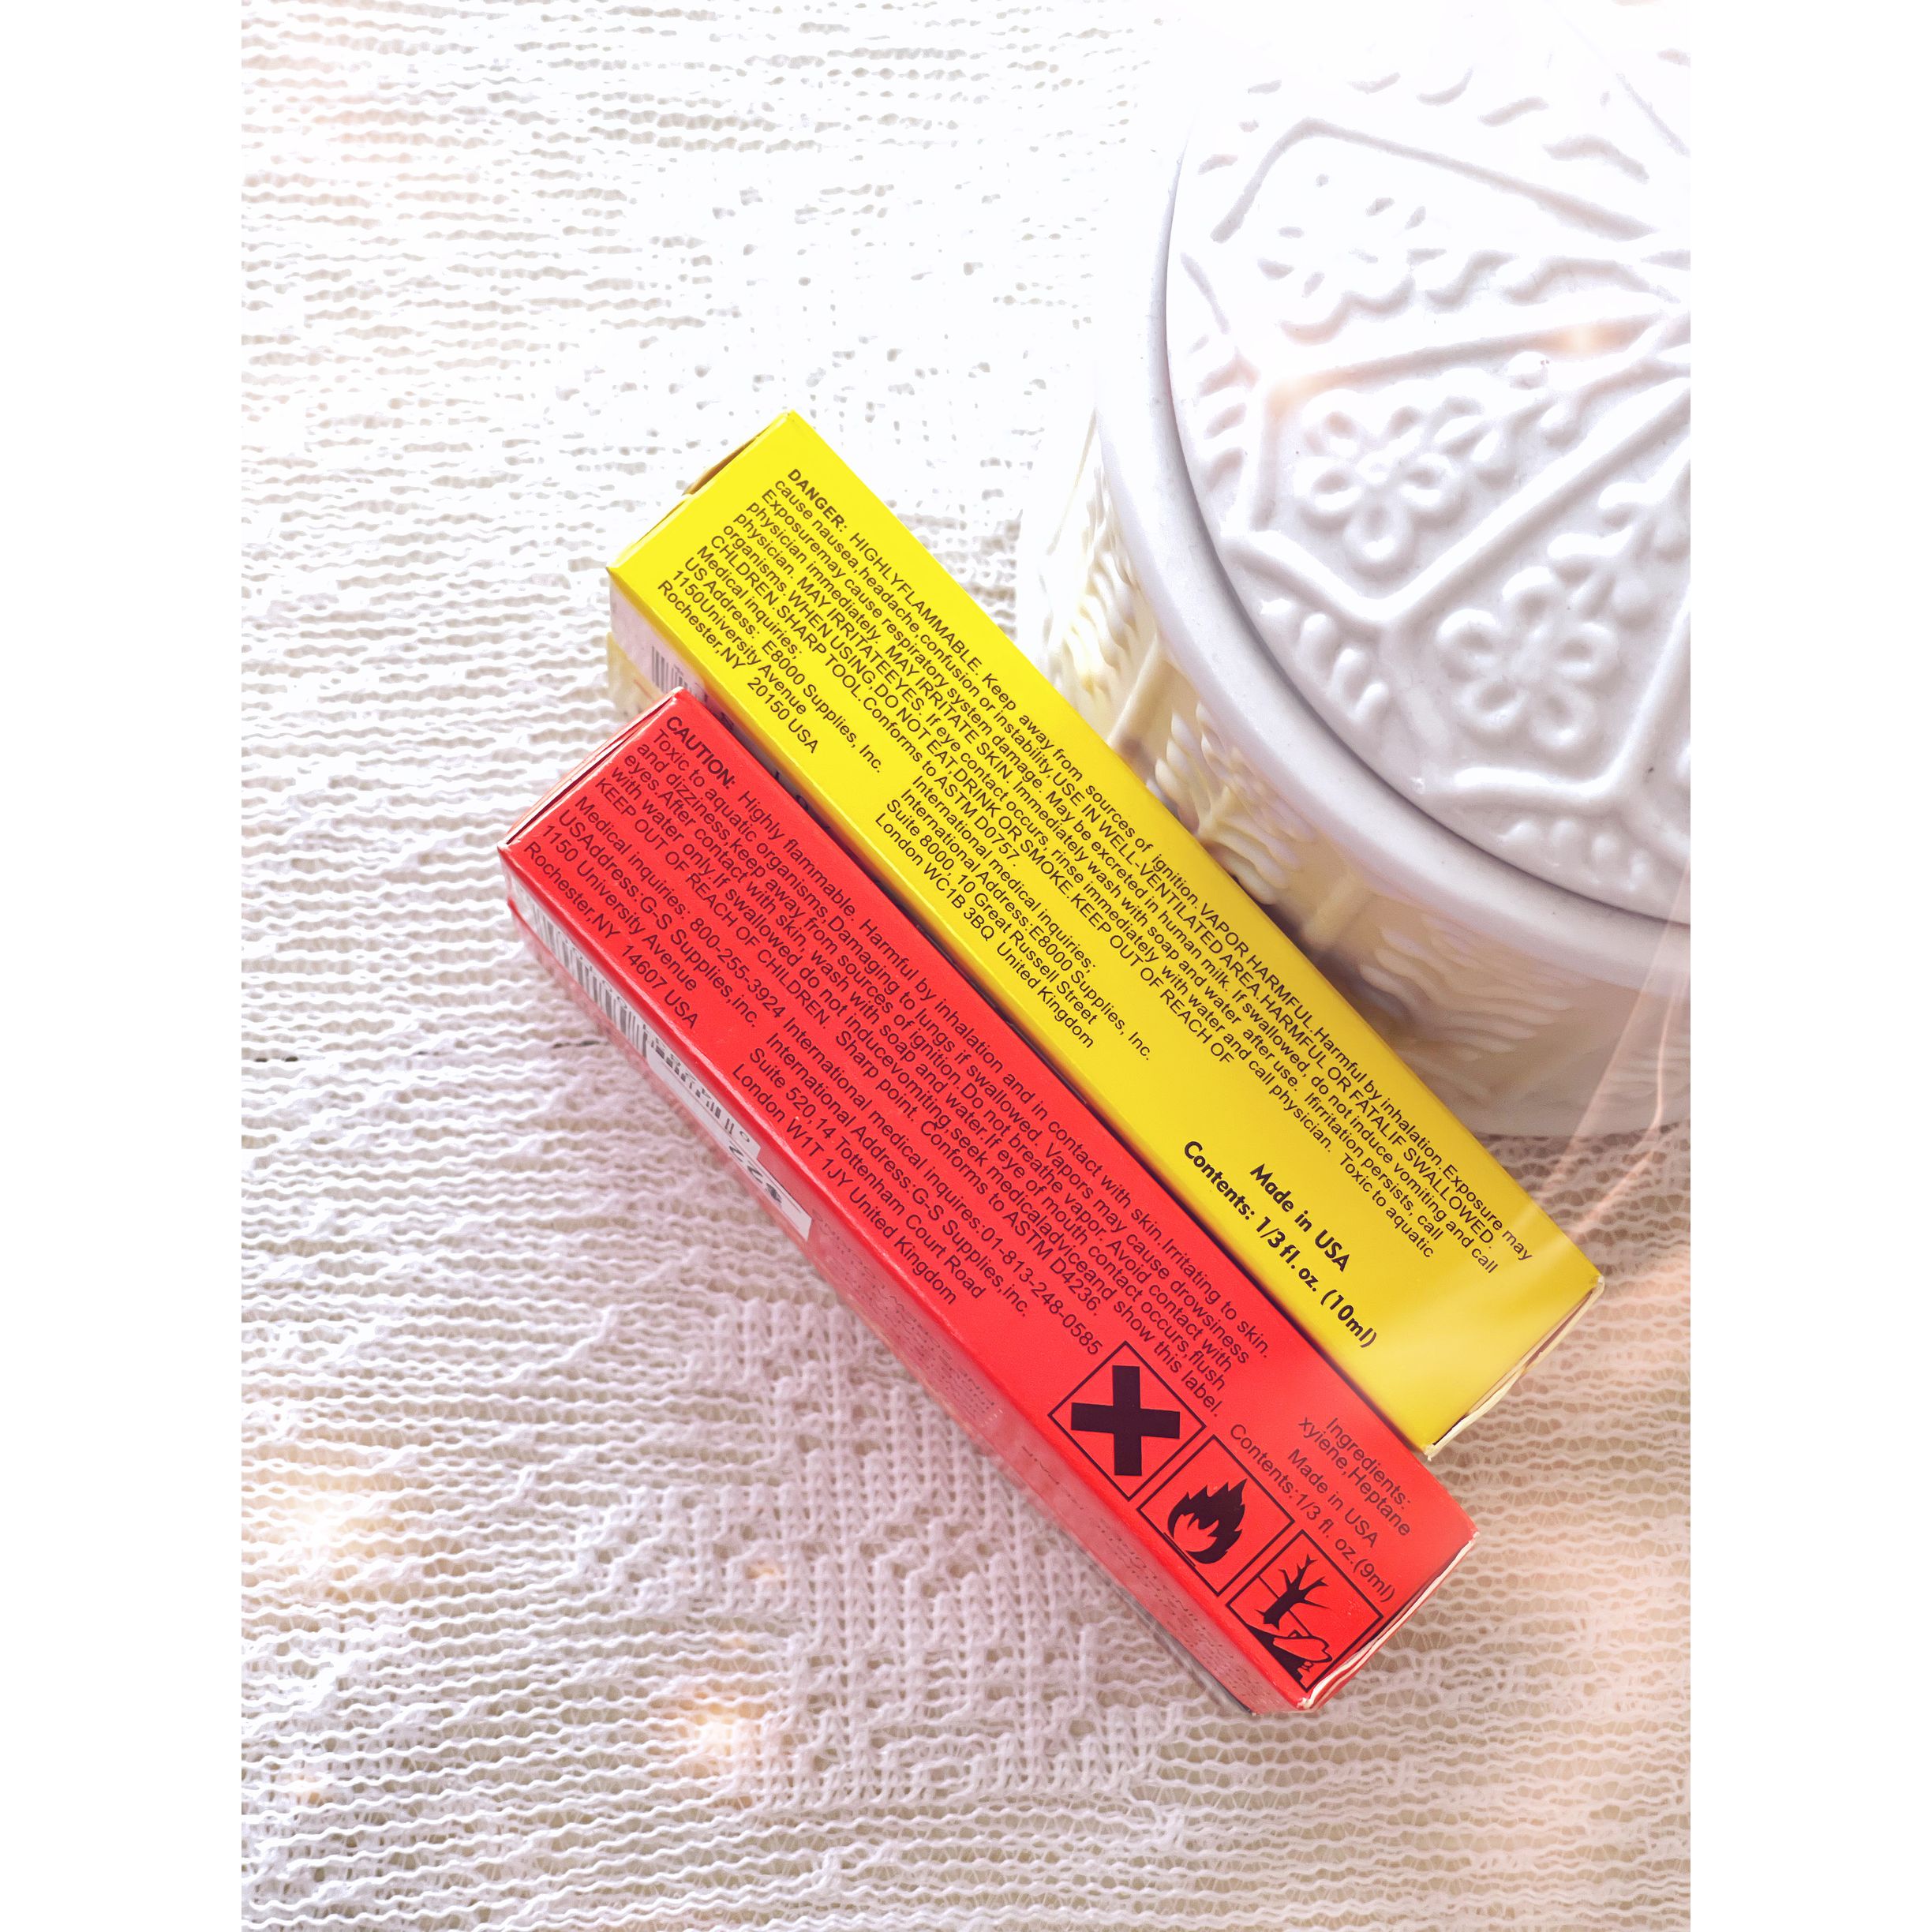 DANGER: HIGHLYFLAMMABLE. Keep away from sources of ignition.VAPOR HARMFUL.Harmful by inhalation.Exposure may
cause nausea,headache,confusion or instability.USE IN WELL-VENTILATED AREA.HARMFUL OR FATALIF SWALLOWED.
Exposuremay cause respiratory system damage. May be excreted in human milk. If swallowed, do not induce vomiting and call
physician immediately. MAY IRRITATE SKIN. Immediately wash with soap and water after use. Ifirritation persists, call
physician. MAY IRRITATEEYES. If eye contact occurs, rinse immediately with water and call physician. Toxic to aquatic
organisms.WHEN USING,DO NOT EAT,DRINK OR SMOKE.KEEP OUT OF REACH OF
CHLDREN.SHARP TOOL.Conforms to ASTM D0757.
Medical inquiries;
US Address: E8000 Supplies, Inc.
1150University Avenue
Rochester,NY 20150 USA
International medical inquiries;
International Address:E8000 Supplies, Inc.
Suite 8000, 10 Great Russell Street
London WC1B 3BQ United Kingdom
Made in USA
Contents: 1/3 fl. oz. (10ml)
CAUTION: Highly flammable. Harmful by inhalation and in contact with skin.Irritating to skin.
Toxic to aquatic organisms.Damaging to lungs if swallowed. Vapors may cause drowsiness
and dizziness,keep away from sources of ignition.Do not breathe vapor. Avoid contact with
eyes.After contact with skin, wash with soap and water.If eye of mouth contact occurs,flush
with water only.If swallowed do not inducevomiting seek medicaladviceand show this label.
KEEP OUT OF REACH OF CHILDREN. Sharp point. Conforms to ASTM D4236.
Medical inquiries: 800-255-3924
USAddress:G-S Supplies,inc.
1150 University Avenue
Rochester,NY 14607 USA
International medical inquires:01-813-248-0585
International Address:G-S Supplies,inc.
Suite 520,14 Tottenham Court Road
London W1T 1JY United Kingdom
Ingredients:
xylene,Heptane
Made in USA
Contents:1/3 fl. oz.(9ml)